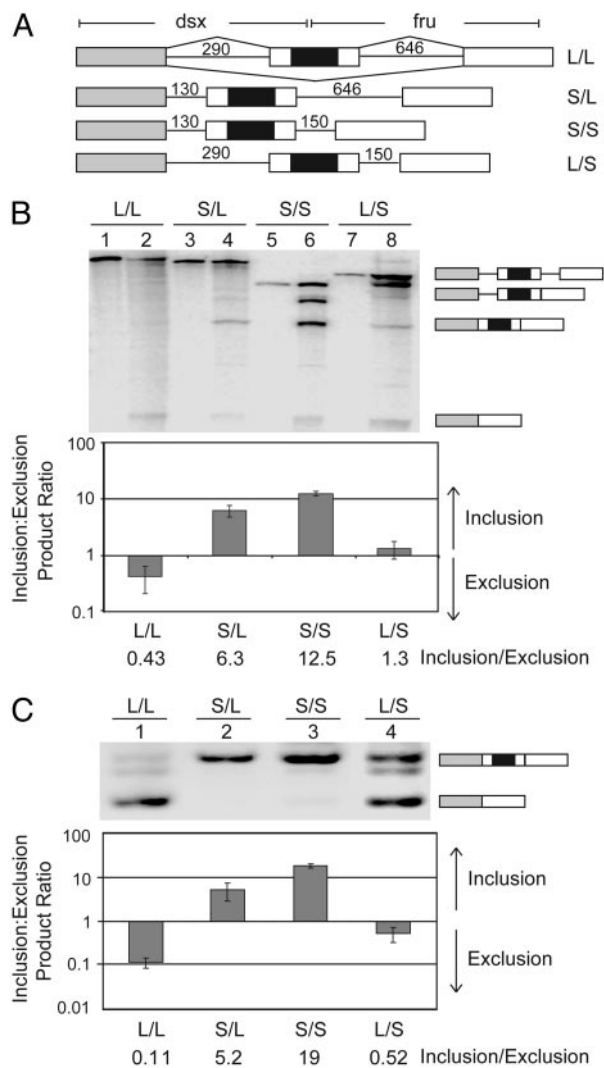 A
dsx fru
290 646 L/L
130 646 S/L
130 150 S/S
290 150 L/S
B
L/L S/L S/S L/S
1 2 3 4 5 6 7 8
Inclusion:Exclusion
Product Ratio
100
10
1
0.1
Inclusion
Exclusion
L/L S/L S/S L/S
0.43 6.3 12.5 1.3 Inclusion/Exclusion
C
L/L S/L S/S L/S
1 2 3 4
Inclusion:Exclusion
Product Ratio
100
10
1
0.1
0.01
Inclusion
Exclusion
L/L S/L S/S L/S
0.11 5.2 19 0.52 Inclusion/Exclusion